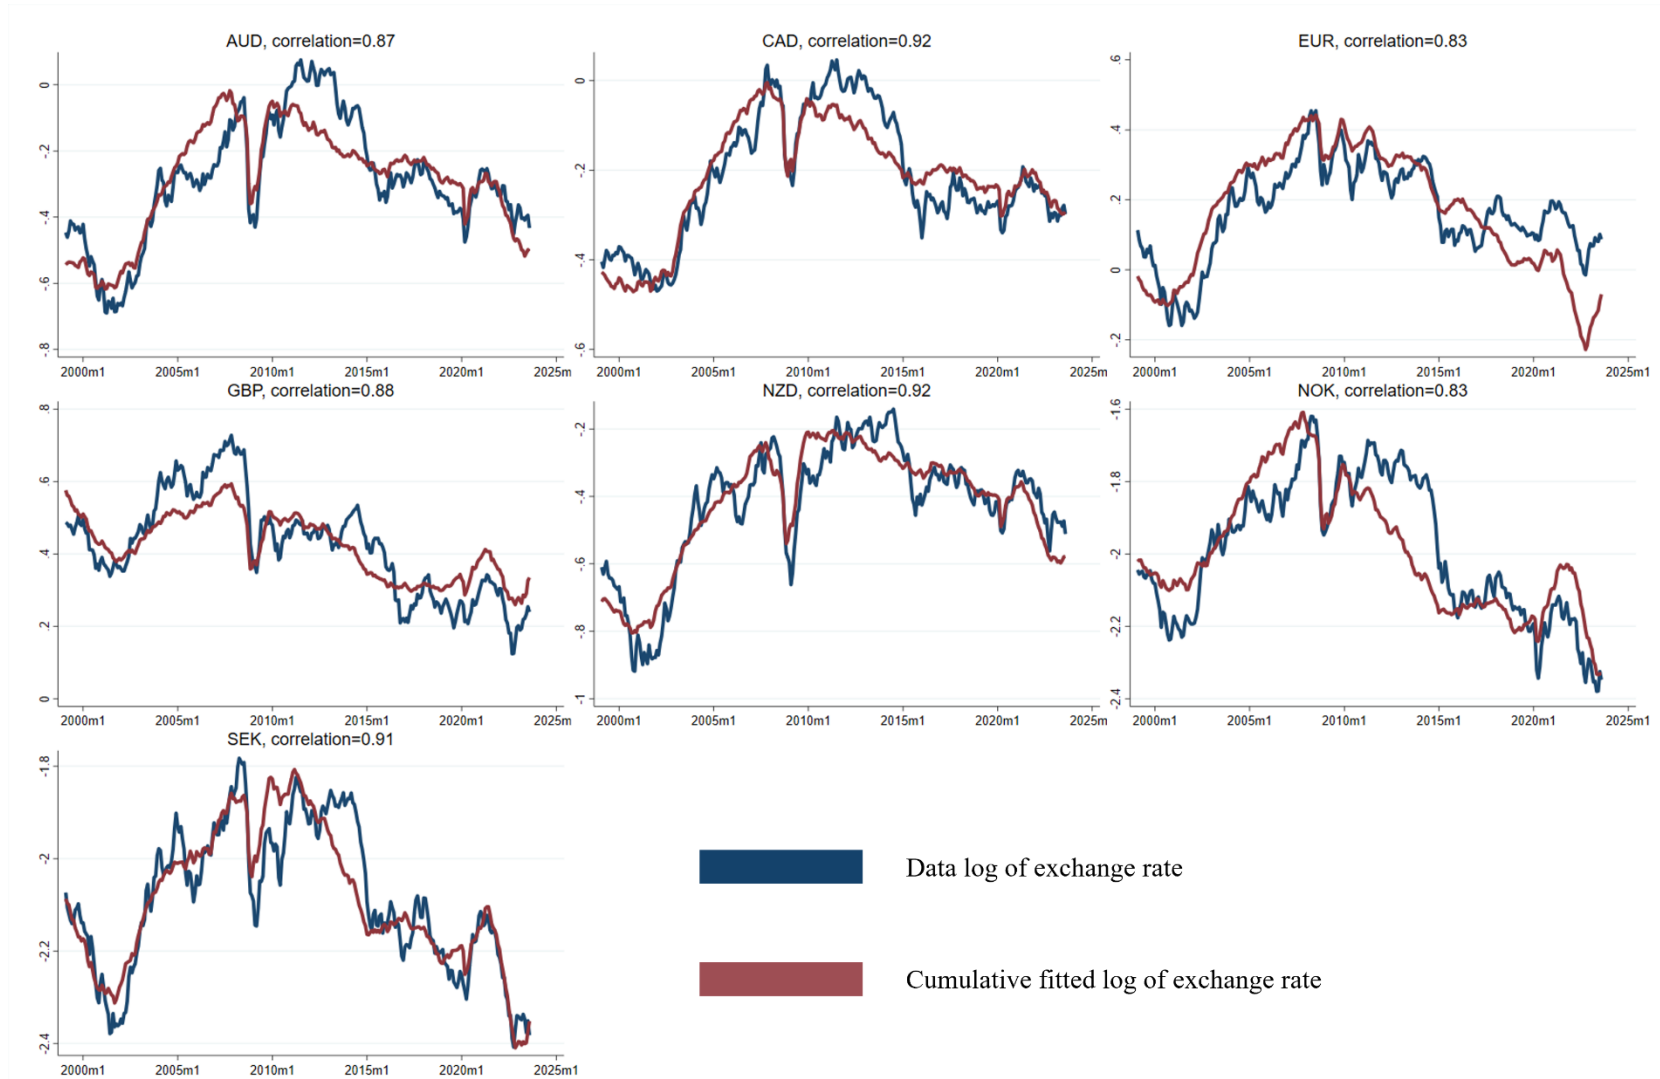 AUD, correlation=0.87
0
-.2
-.4
-.6
-.8
2000m1 2005m1 2010m1 2015m1 2020m1 2025m
CAD, correlation=0.92
0
-.2
-.4
-.6
2000m1 2005m1 2010m1 2015m1 2020m1 2025m
EUR, correlation=0.83
.6
.4
.2
0
-.2
2000m1 2005m1 2010m1 2015m1 2020m1 2025m1
GBP, correlation=0.88
.8
.6
.4
.2
0
2000m1 2005m1 2010m1 2015m1 2020m1 2025m
NZD, correlation=0.92
-.2
-.4
-.6
-.8
-1
2000m1 2005m1 2010m1 2015m1 2020m1 2025m1
NOK, correlation=0.83
-1.6
-1.8
-2
-2.2
-2.4
2000m1 2005m1 2010m1 2015m1 2020m1 2025m1
SEK, correlation=0.91
-1.8
-2
-2.2
-2.4
2000m1 2005m1 2010m1 2015m1 2020m1 2025m1
Data log of exchange rate
Cumulative fitted log of exchange rate